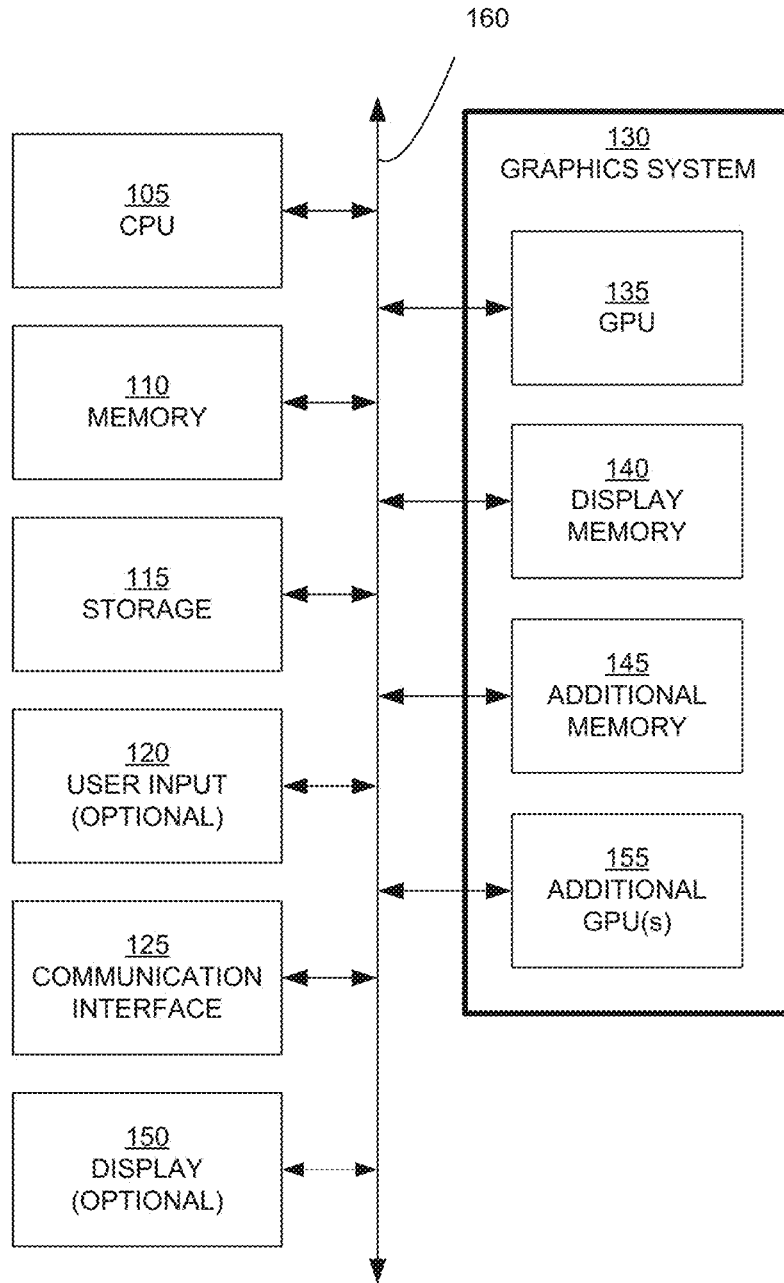 160
105
CPU
110
MEMORY
115
STORAGE
120
USER INPUT
(OPTIONAL)
125
COMMUNICATION
INTERFACE
150
DISPLAY
(OPTIONAL)
130
GRAPHICS SYSTEM
135
GPU
140
DISPLAY
MEMORY
145
ADDITIONAL
MEMORY
155
ADDITIONAL
GPU(s)